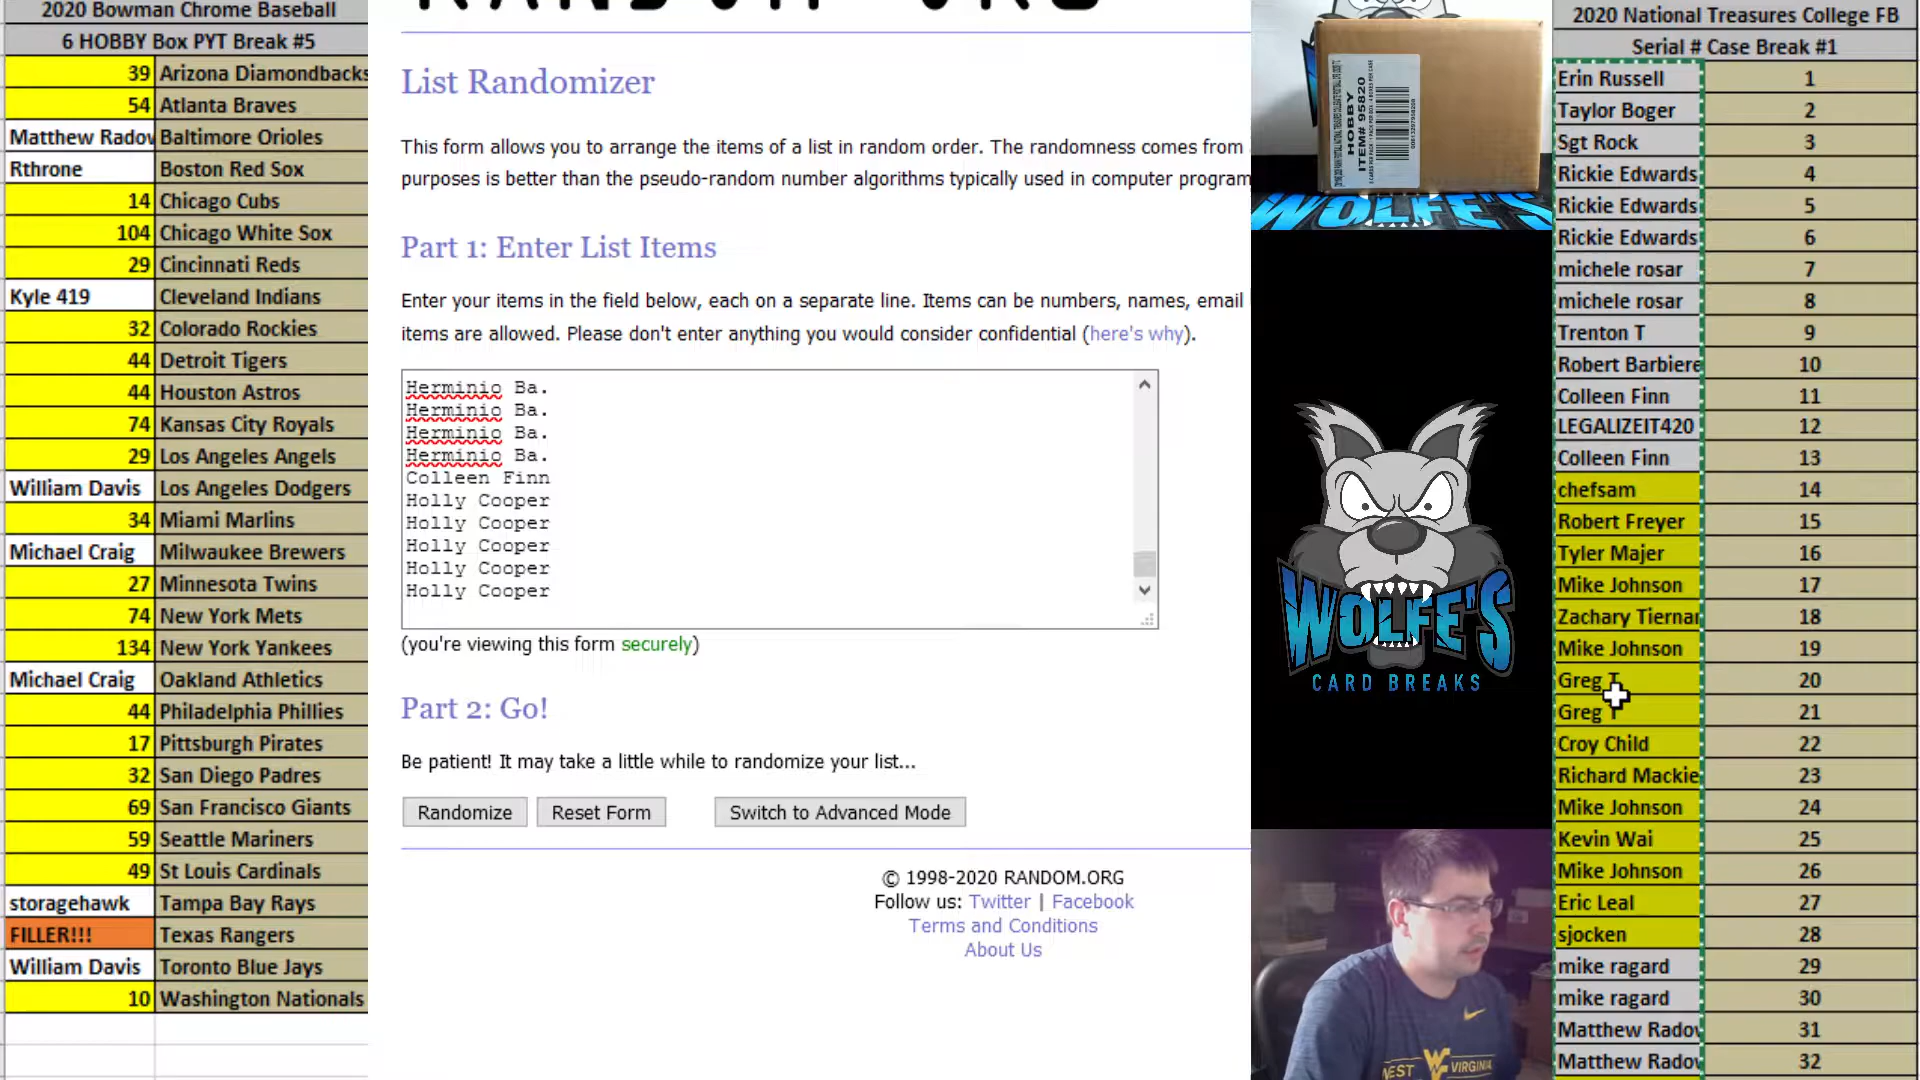 2020 Bowman Chrome Baseball
6 HOBBY Box PYT Break #5
39 Arizona Diamondbacks
54 Atlanta Braves
Matthew Radov Baltimore Orioles
Rthrone Boston Red Sox
14 Chicago Cubs
104 Chicago White Sox
29 Cincinnati Reds
Kyle 419 Cleveland Indians
32 Colorado Rockies
44 Detroit Tigers
44 Houston Astros
74 Kansas City Royals
29 Los Angeles Angels
William Davis Los Angeles Dodgers
34 Miami Marlins
Michael Craig Milwaukee Brewers
27 Minnesota Twins
74 New York Mets
134 New York Yankees
Michael Craig Oakland Athletics
44 Philadelphia Phillies
17 Pittsburgh Pirates
32 San Diego Padres
69 San Francisco Giants
59 Seattle Mariners
49 St Louis Cardinals
storagehawk Tampa Bay Rays
FILLER!!! Texas Rangers
William Davis Toronto Blue Jays
10 Washington Nationals
List Randomizer
This form allows you to arrange the items of a list in random order. The randomness comes from
purposes is better than the pseudo-random number algorithms typically used in computer program
Part 1: Enter List Items
Enter your items in the field below, each on a separate line. Items can be numbers, names, email
items are allowed. Please don't enter anything you would consider confidential (here's why).
Herminio Ba.
Herminio Ba.
Herminio Ba.
Herminio Ba.
Colleen Finn
Holly Cooper
Holly Cooper
Holly Cooper
Holly Cooper
Holly Cooper
(you're viewing this form securely)
Part 2: Go!
Be patient! It may take a little while to randomize your list...
Randomize Reset Form Switch to Advanced Mode
© 1998-2020 RANDOM.ORG
Follow us: Twitter | Facebook
Terms and Conditions
About Us
HOBBY
ITEM# 95820
WOLFE'S
WOLFE'S
CARD BREAKS
WEST VIRGINIA
2020 National Treasures College FB
Serial # Case Break #1
Erin Russell 1
Taylor Boger 2
Sgt Rock 3
Rickie Edwards 4
Rickie Edwards 5
Rickie Edwards 6
michele rosar 7
michele rosar 8
Trenton T 9
Robert Barbiere 10
Colleen Finn 11
LEGALIZEIT420 12
Colleen Finn 13
chefsam 14
Robert Freyer 15
Tyler Majer 16
Mike Johnson 17
Zachary Tiernar 18
Mike Johnson 19
Greg T 20
Greg T 21
Croy Child 22
Richard Mackie 23
Mike Johnson 24
Kevin Wai 25
Mike Johnson 26
Eric Leal 27
sjocken 28
mike ragard 29
mike ragard 30
Matthew Radov 31
Matthew Radov 32